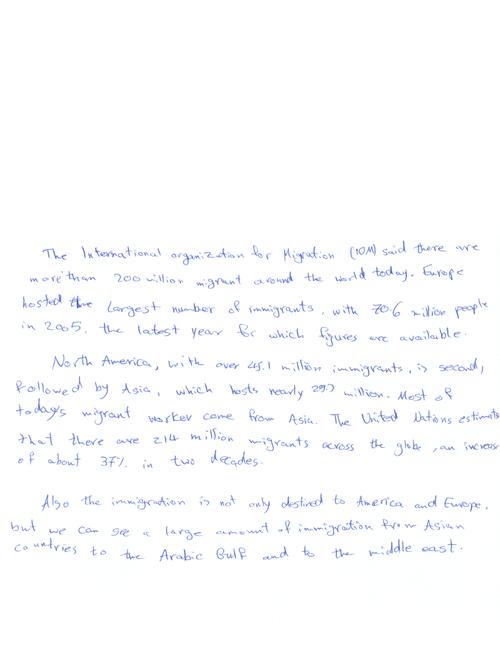 The International organization for Migration (IOM) said there are
more than 200 million migrant around the world today. Europe
hosted the largest number of immigrants, with 70.6 million people
in 2005, the latest year for which figures are available.
North America, with over 45.1 million immigrants, is second,
followed by Asia, which hosts nearly 25.3 million. Most of
today's migrant worker come from Asia. The United Nations estimate
that there are 214 million migrants across the globe, an increase
of about 37% in two decades.
Also the immigration is not only destined to America and Europe,
but we can see a large amount of immigration from Asian
countries to the Arabic Gulf and to the middle east.